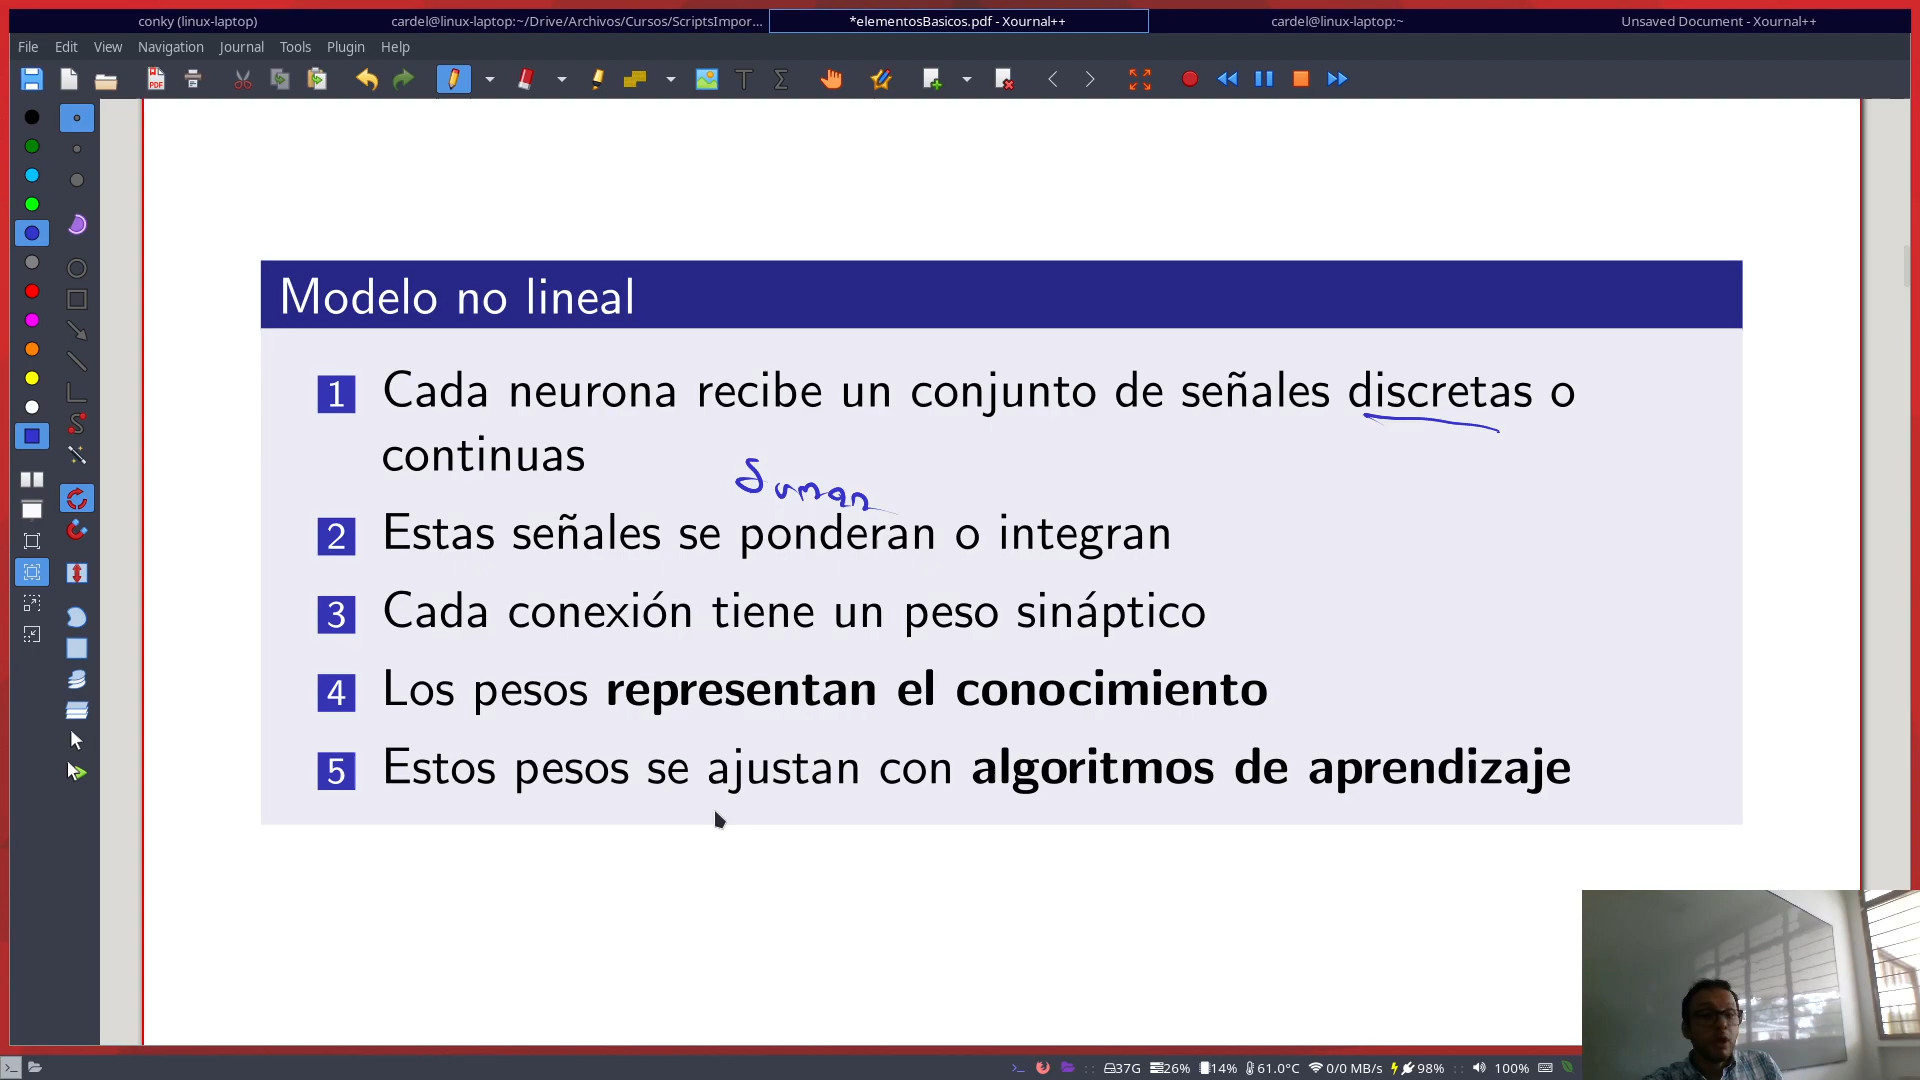 conky (linux-laptop)
cardel@linux-laptop:~/Drive/Archivos/Cursos/ScriptsImpor...
*elementosBasicos.pdf - Xournal++
cardel@linux-laptop:~
Unsaved Document - Xournal++
File Edit View Navigation Journal Tools Plugin Help
Modelo no lineal
1 Cada neurona recibe un conjunto de señales discretas o
continuas
suman
2 Estas señales se ponderan o integran
3 Cada conexión tiene un peso sináptico
4 Los pesos representan el conocimiento
5 Estos pesos se ajustan con algoritmos de aprendizaje
37G 26% 14% 61.0°C 0/0 MB/s 98% 100%